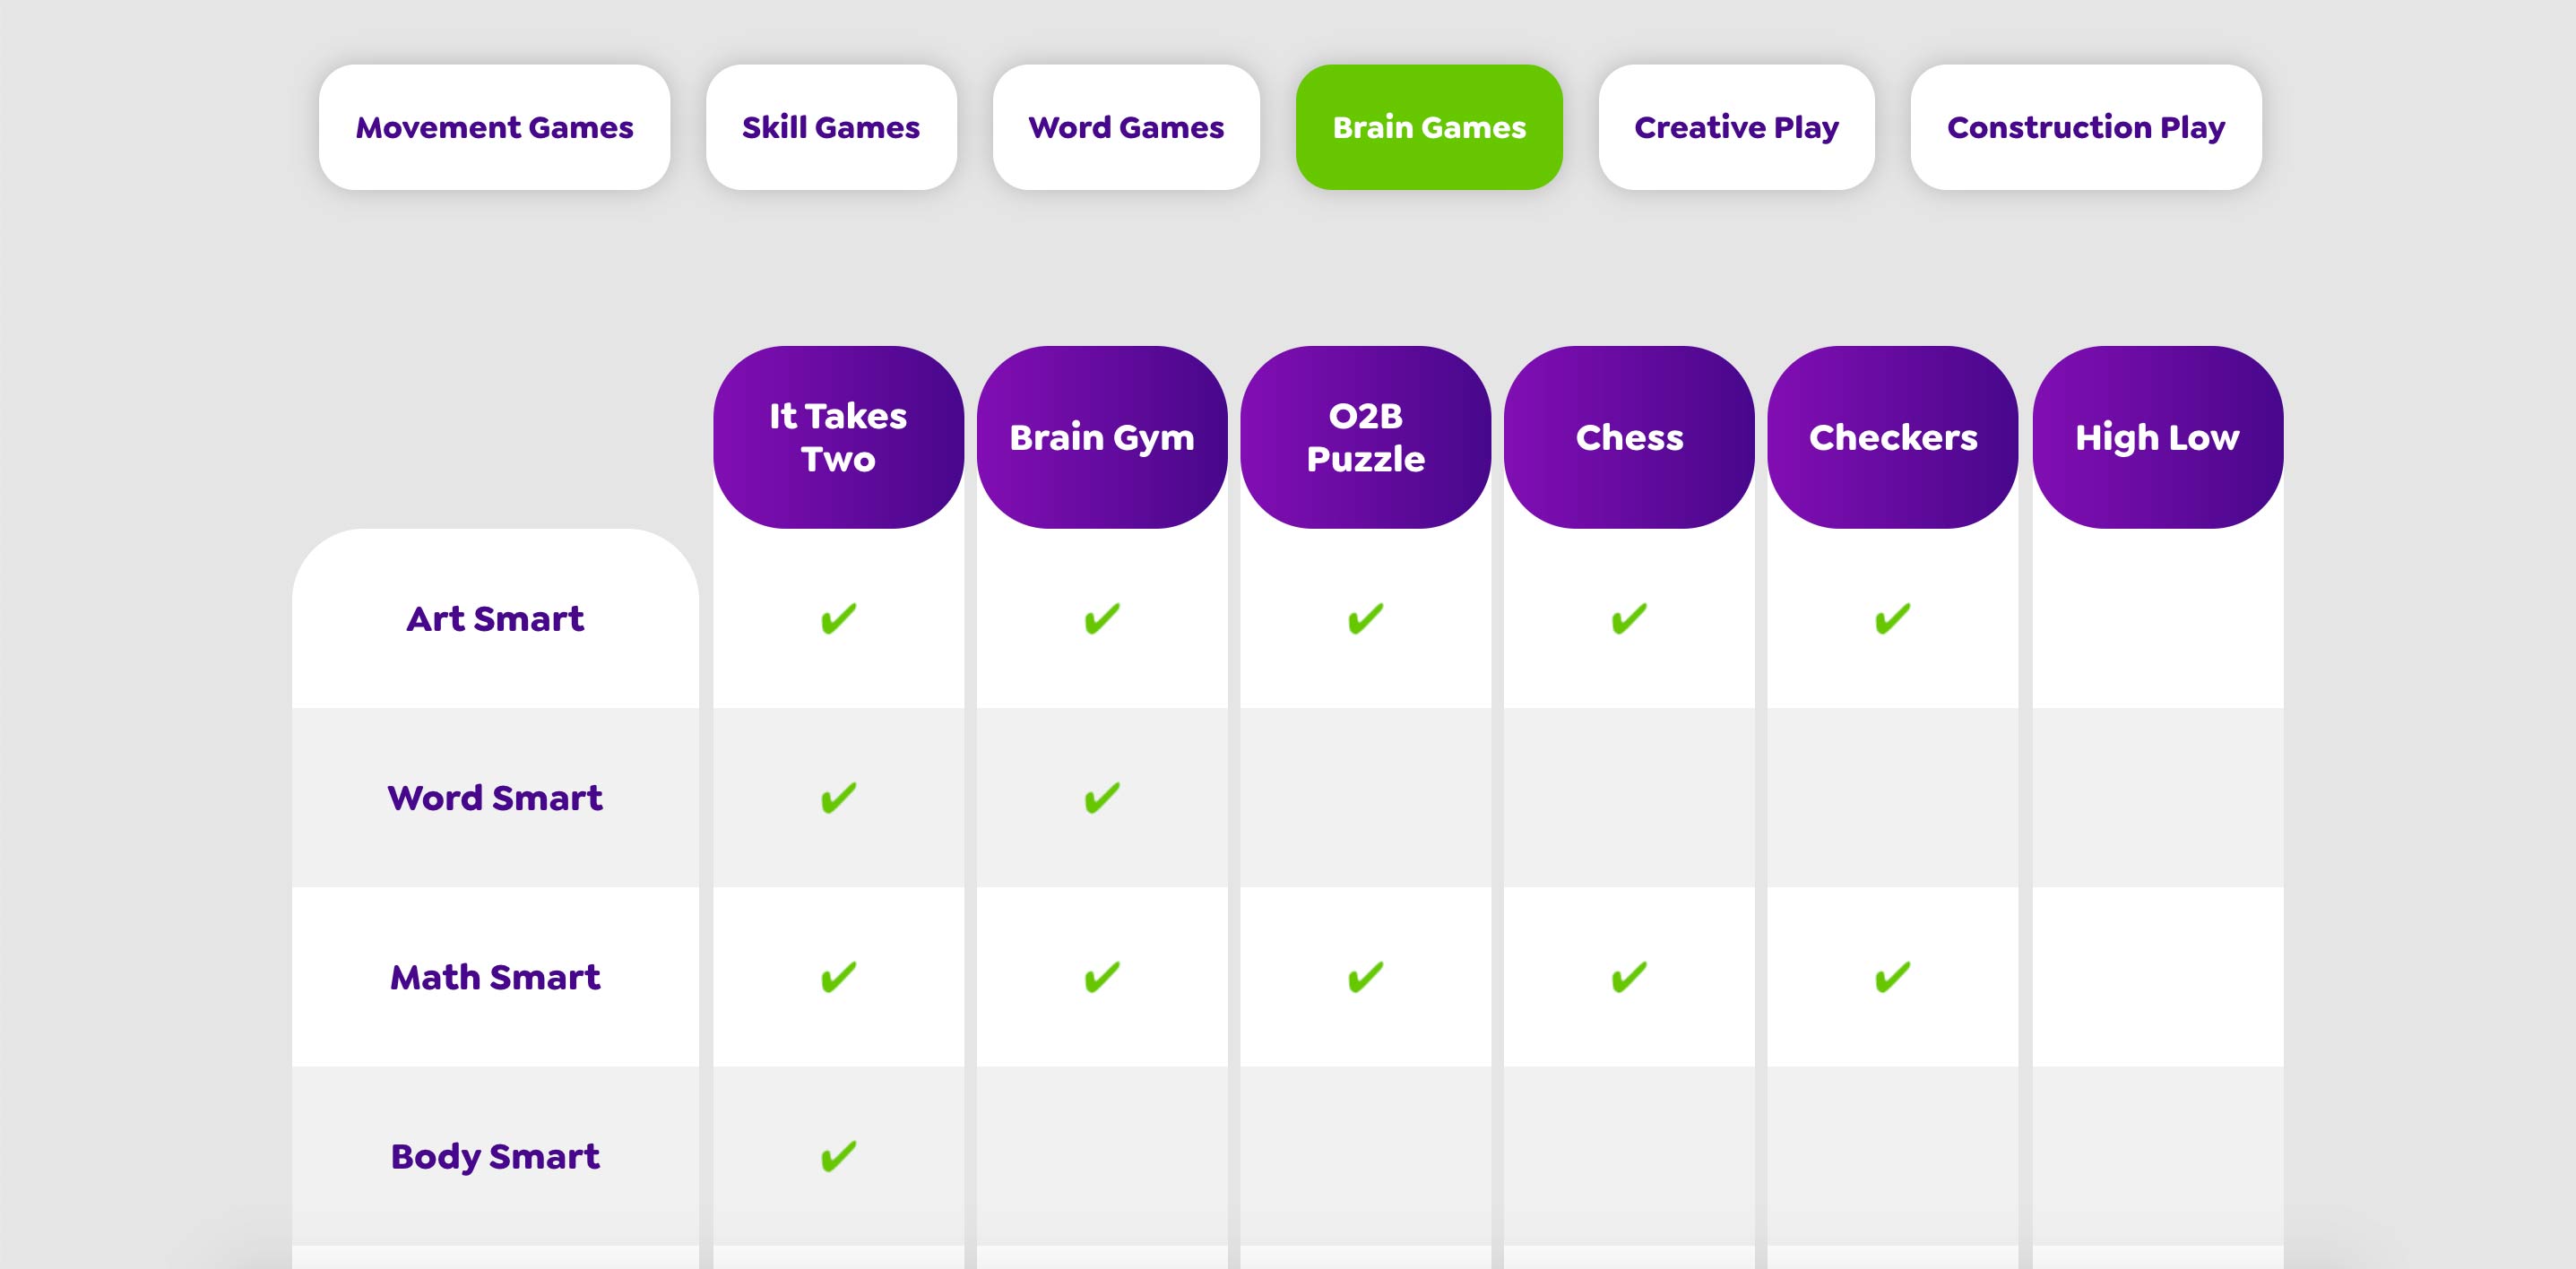 Movement Games
Skill Games
Word Games
Brain Games
Creative Play
Construction Play
It Takes
Two
Brain Gym
O2B
Puzzle
Chess
Checkers
High Low
Art Smart ✔ ✔ ✔ ✔ ✔
Word Smart ✔ ✔
Math Smart ✔ ✔ ✔ ✔ ✔
Body Smart ✔